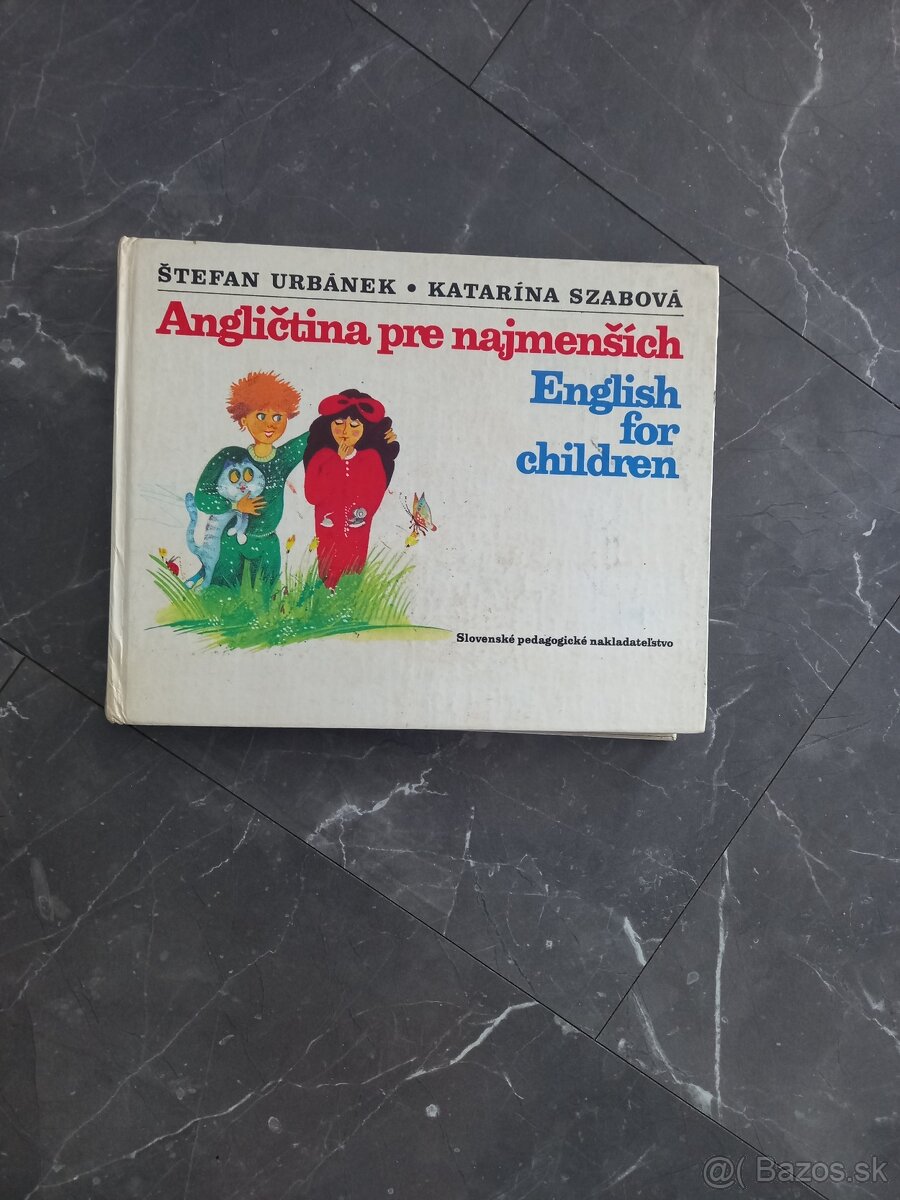 ŠTEFAN URBÁNEK • KATARÍNA SZABOVÁ
Angličtina pre najmenších
English
for
children
Slovenské pedagogické nakladateľstvo
@( Bazos.sk